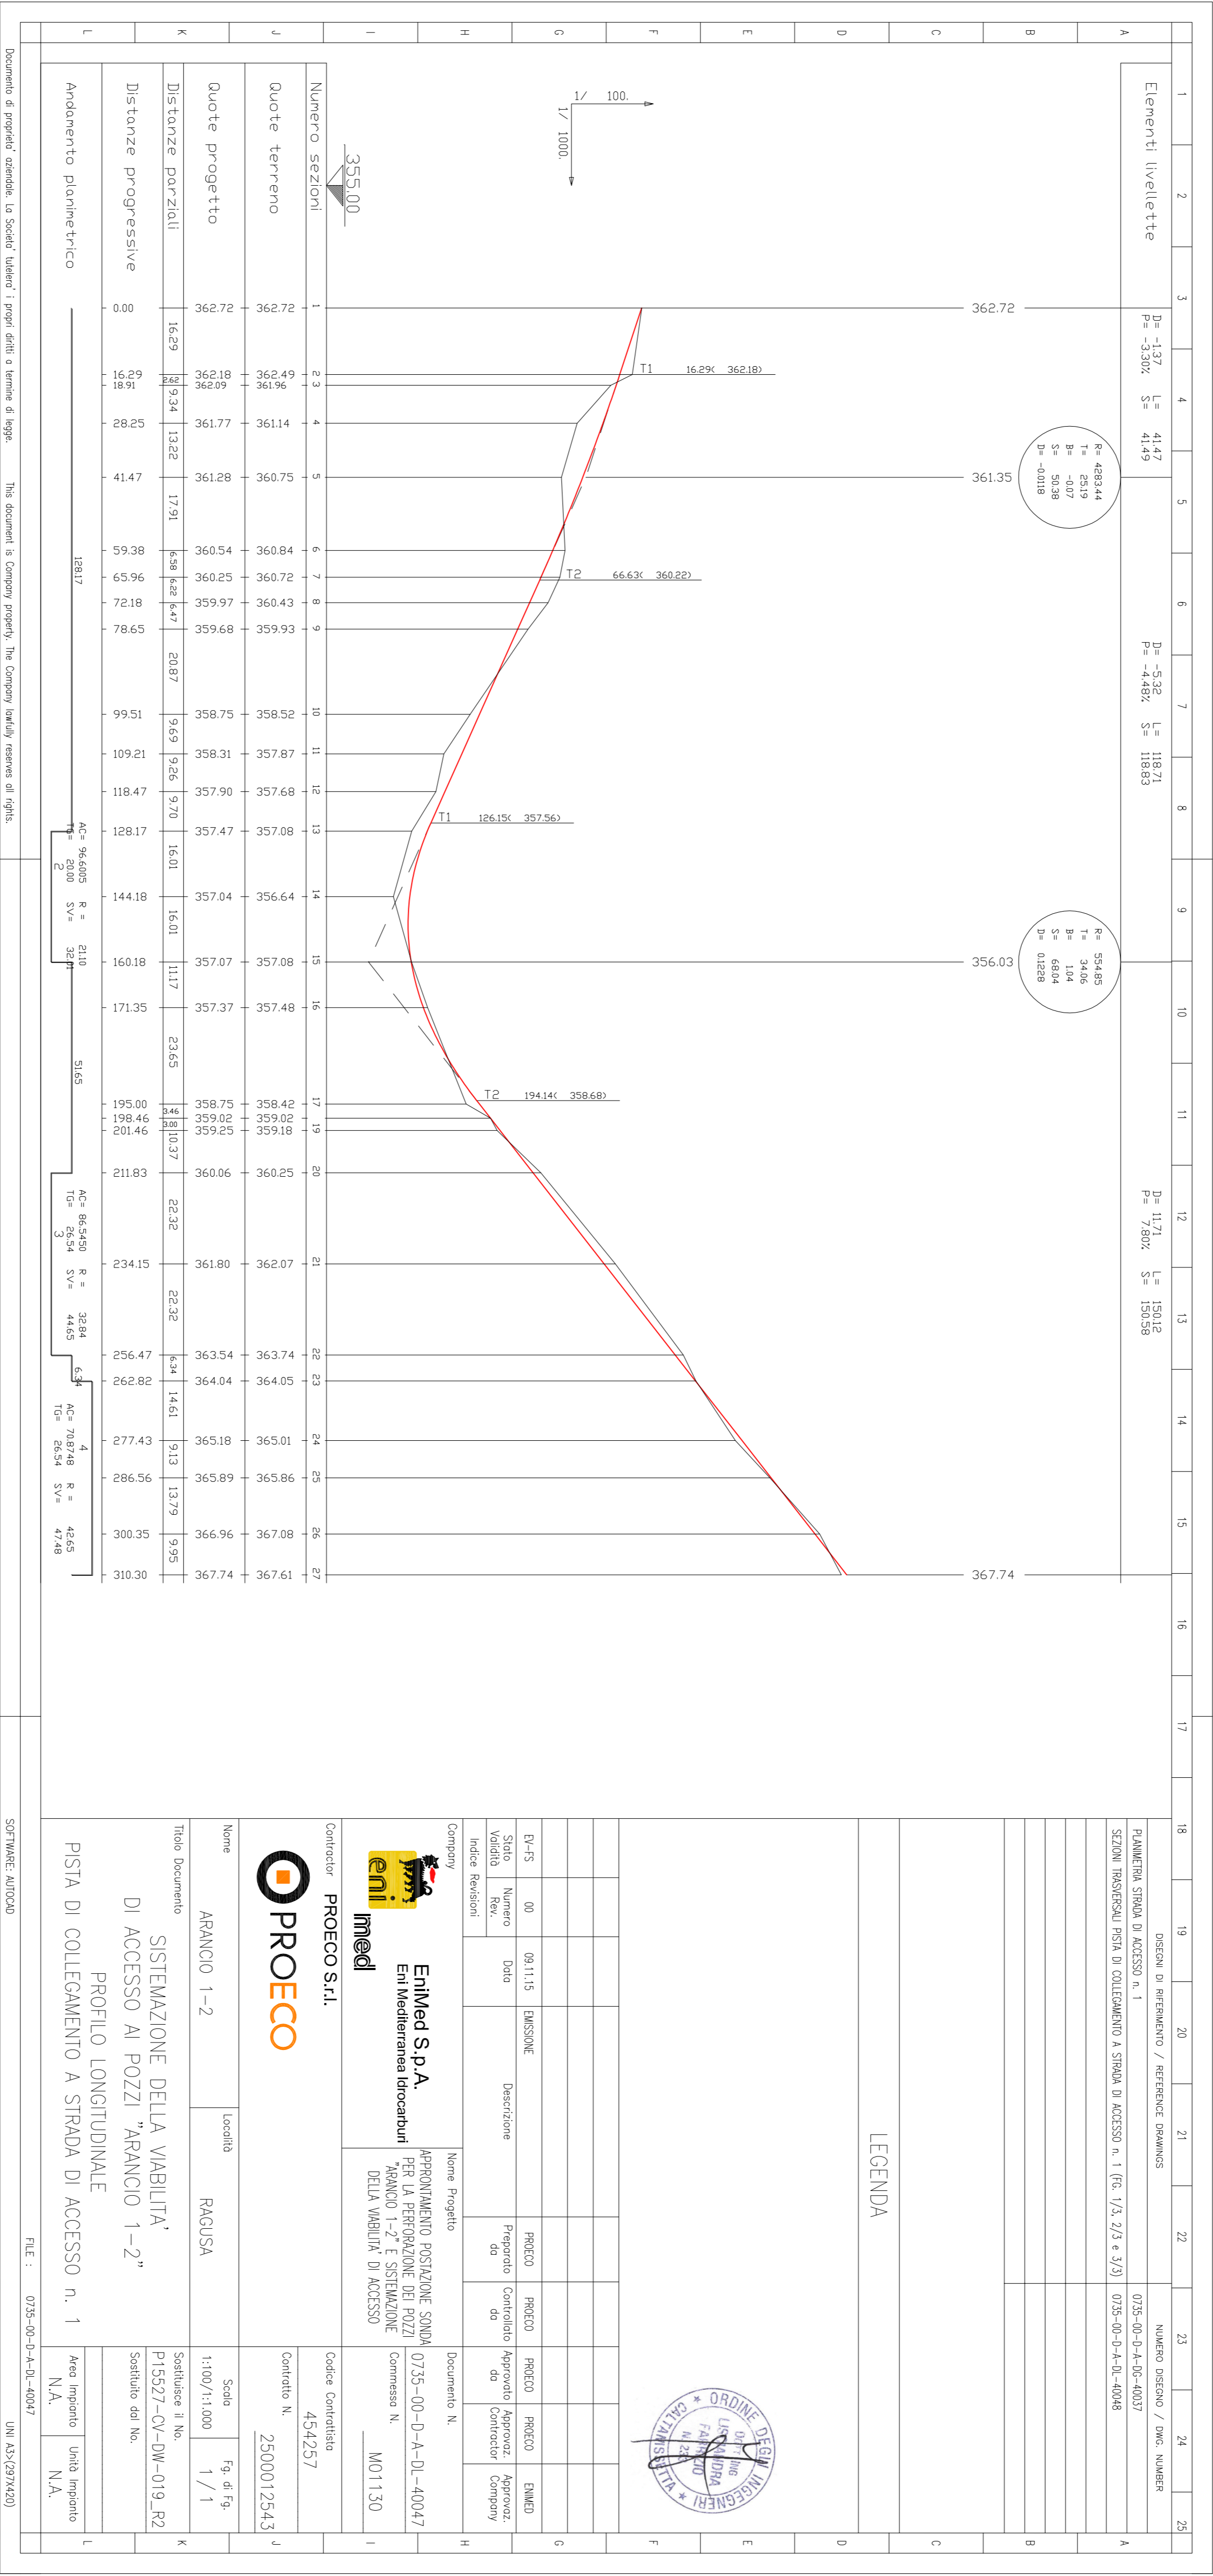 Elementi livellette
D= -1.37 L= 41.47
P= -3.30% S= 41.49
D= -5.32 L= 118.71
P= -4.48% S= 118.83
D= 11.71 L= 150.12
P= 7.80% S= 150.58
R= 4283.44
T= 25.19
B= -0.07
S= 50.38
D= -0.0118
R= 554.85
T= 34.06
B= 1.04
S= 68.04
D= 0.1228
362.72
361.35
356.03
367.74
1/ 100.
1/ 1000.
T1 16.29( 362.18)
T2 66.63( 360.22)
T1 126.15( 357.56)
T2 194.14( 358.68)
355.00
Numero sezioni 1 2 3 4 5 6 7 8 9 10 11 12 13 14 15 16 17 19 20 21 22 23 24 25 26 27
Quote terreno 362.72 362.49 361.96 361.14 360.75 360.84 360.72 360.43 359.93 358.52 357.87 357.68 357.08 356.64 357.08 357.48 358.42 359.02 359.18 360.25 362.07 363.74 364.05 365.01 365.86 367.08 367.61
Quote progetto 362.72 362.18 362.09 361.77 361.28 360.54 360.25 359.97 359.68 358.75 358.31 357.90 357.47 357.04 357.07 357.37 358.75 359.02 359.25 360.06 361.80 363.54 364.04 365.18 365.89 366.96 367.74
Distanze parziali 16.29 2.62 9.34 13.22 17.91 6.58 6.22 6.47 20.87 9.69 9.26 9.70 16.01 16.01 11.17 23.65 3.46 3.00 10.37 22.32 22.32 6.34 14.61 9.13 13.79 9.95
Distanze progressive 0.00 16.29 18.91 28.25 41.47 59.38 65.96 72.18 78.65 99.51 109.21 118.47 128.17 144.18 160.18 171.35 195.00 198.46 201.46 211.83 234.15 256.47 262.82 277.43 286.56 300.35 310.30
Andamento planimetrico
128.17
AC= 96.6005 R = 21.10
TG= 20.00 SV= 32.01
2
51.65
AC= 86.5450 R = 32.84
TG= 26.54 SV= 44.65
3
6.34
4
AC= 70.8748 R = 42.65
TG= 26.54 SV= 47.48
DISEGNI DI RIFERIMENTO / REFERENCE DRAWINGS NUMERO DISEGNO / DWG. NUMBER
PLANIMETRIA STRADA DI ACCESSO n. 1 0735-00-D-A-DG-40037
SEZIONI TRASVERSALI PISTA DI COLLEGAMENTO A STRADA DI ACCESSO n. 1 (FG. 1/3, 2/3 e 3/3) 0735-00-D-A-DL-40048
LEGENDA
ORDINE DEGLI INGEGNERI
CALTANISSETTA
EV-FS 00 09.11.15 EMISSIONE PROECO PROECO PROECO PROECO ENIMED
Stato Validità Numero Rev. Data Descrizione Preparato da Controllato da Approvato da Approvaz. Contractor Approvaz. Company
Indice Revisioni
Company
eni
imed
EniMed S.p.A.
Eni Mediterranea Idrocarburi
Nome Progetto
APPRONTAMENTO POSTAZIONE SONDA
PER LA PERFORAZIONE DEI POZZI
"ARANCIO 1-2" E SISTEMAZIONE
DELLA VIABILITA' DI ACCESSO
Documento N.
0735-00-D-A-DL-40047
Commessa N.
M01130
Contractor PROECO S.r.l.
PROECO
Codice Contrattista
454257
Contratto N.
2500012543
Nome
ARANCIO 1-2
Località
RAGUSA
Scala
1:100/1:1.000
Fg. di Fg.
1 / 1
Titolo Documento
SISTEMAZIONE DELLA VIABILITA'
DI ACCESSO AI POZZI "ARANCIO 1-2"
PROFILO LONGITUDINALE
PISTA DI COLLEGAMENTO A STRADA DI ACCESSO n. 1
Sostituisce il No.
P15527-CV-DW-019_R2
Sostituito dal No.
Area Impianto
N.A.
Unità Impianto
N.A.
FILE : 0735-00-D-A-DL-40047
Documento di proprieta' aziendale. La Societa' tutelera' i propri diritti a termine di legge. This document is Company property. The Company lawfully reserves all rights.
SOFTWARE: AUTOCAD
UNI A3>(297X420)
1 2 3 4 5 6 7 8 9 10 11 12 13 14 15 16 17 18 19 20 21 22 23 24 25
A B C D E F G H I J K L
A B C D E F G H I J K L